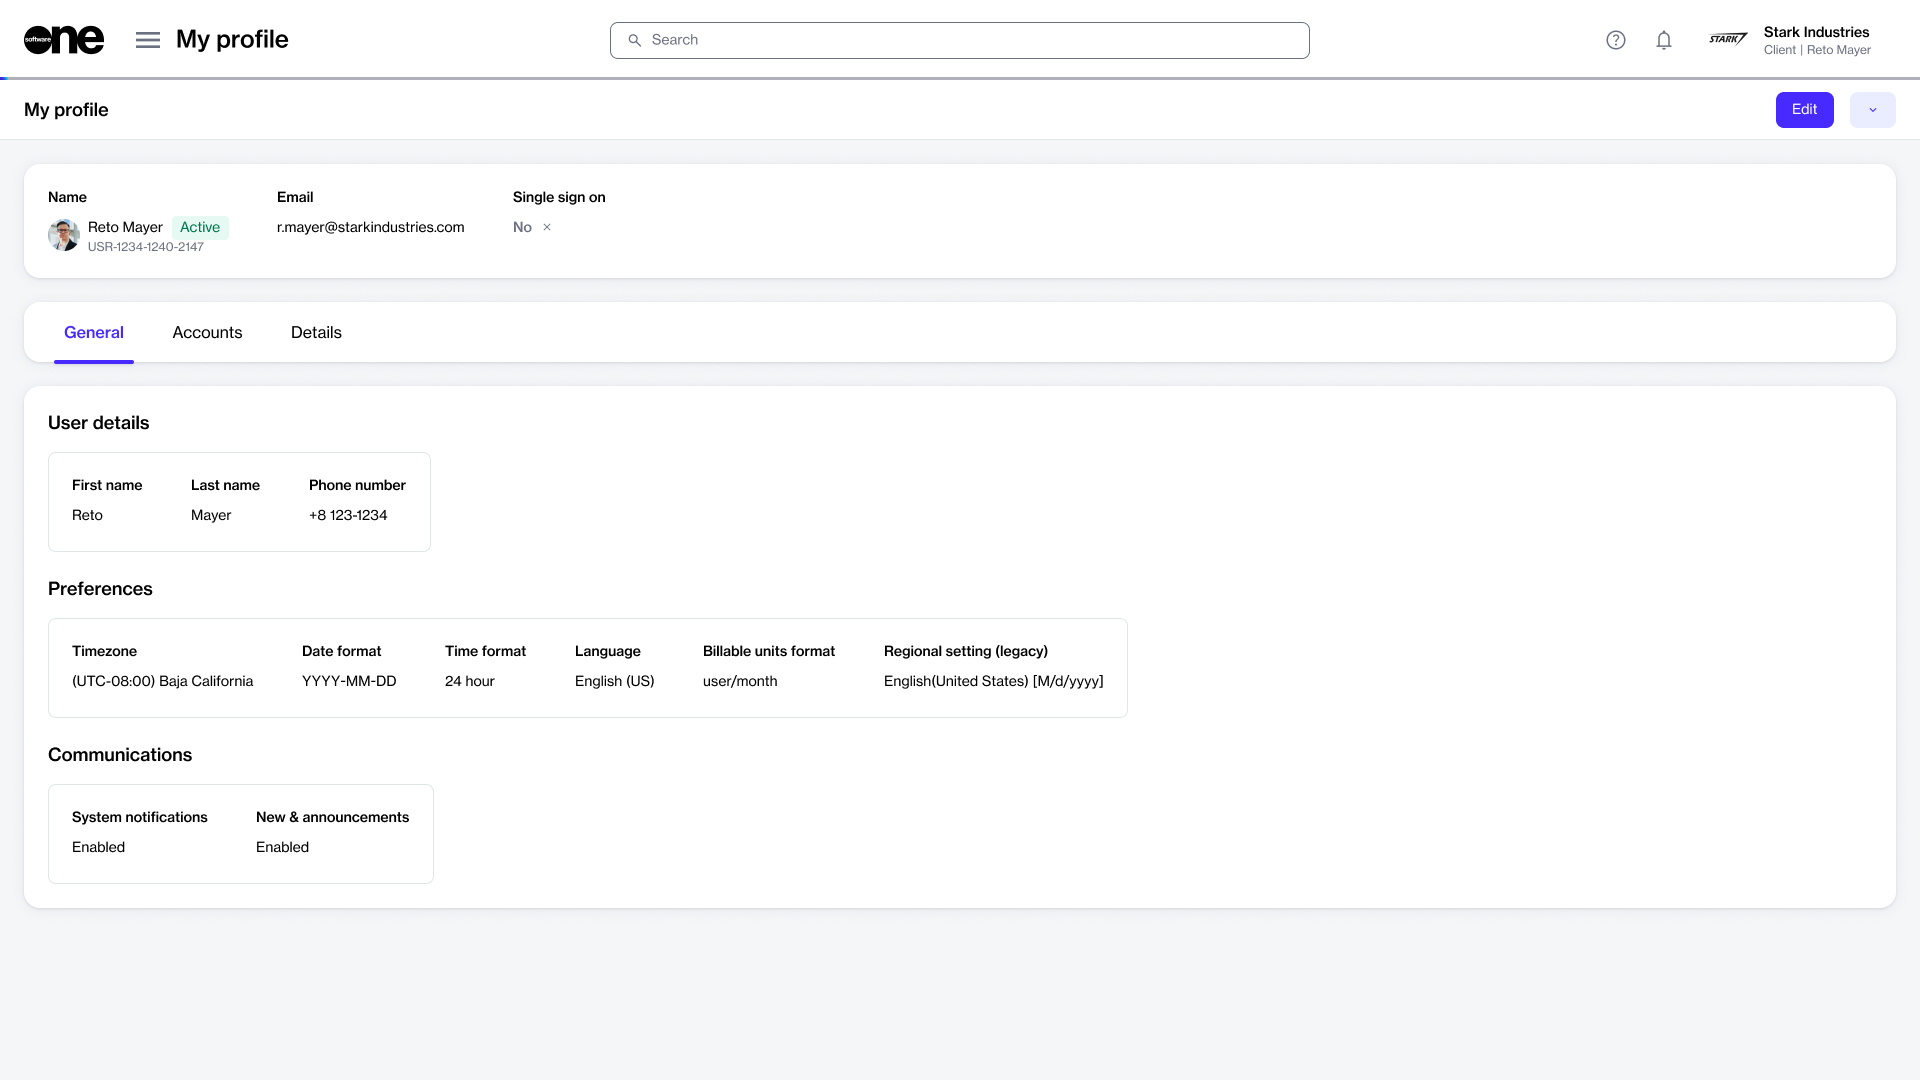 software one
My profile
Search
STARK
Stark Industries
Client | Reto Mayer
My profile
Edit
Name
Email
Single sign on
Reto Mayer
Active
r.mayer@starkindustries.com
No
USR-1234-1240-2147
General
Accounts
Details
User details
First name
Last name
Phone number
Reto
Mayer
+8 123-1234
Preferences
Timezone
Date format
Time format
Language
Billable units format
Regional setting (legacy)
(UTC-08:00) Baja California
YYYY-MM-DD
24 hour
English (US)
user/month
English(United States) [M/d/yyyy]
Communications
System notifications
New & announcements
Enabled
Enabled